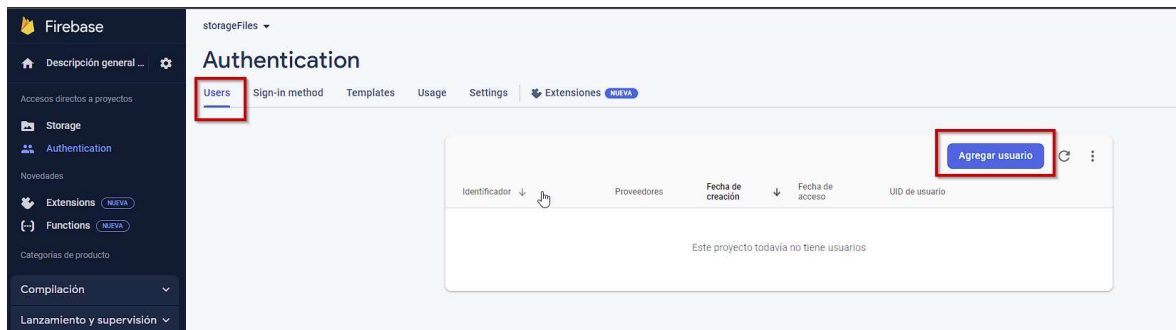 Firebase
storageFiles
Descripción general ...
Authentication
Users Sign-in method Templates Usage Settings Extensiones NUEVA
Accesos directos a proyectos
Storage
Authentication
Novedades
Extensions NUEVA
Functions NUEVA
Categorías de producto
Compilación
Lanzamiento y supervisión
Agregar usuario
Identificador Proveedores Fecha de creación Fecha de acceso UID de usuario
Este proyecto todavía no tiene usuarios